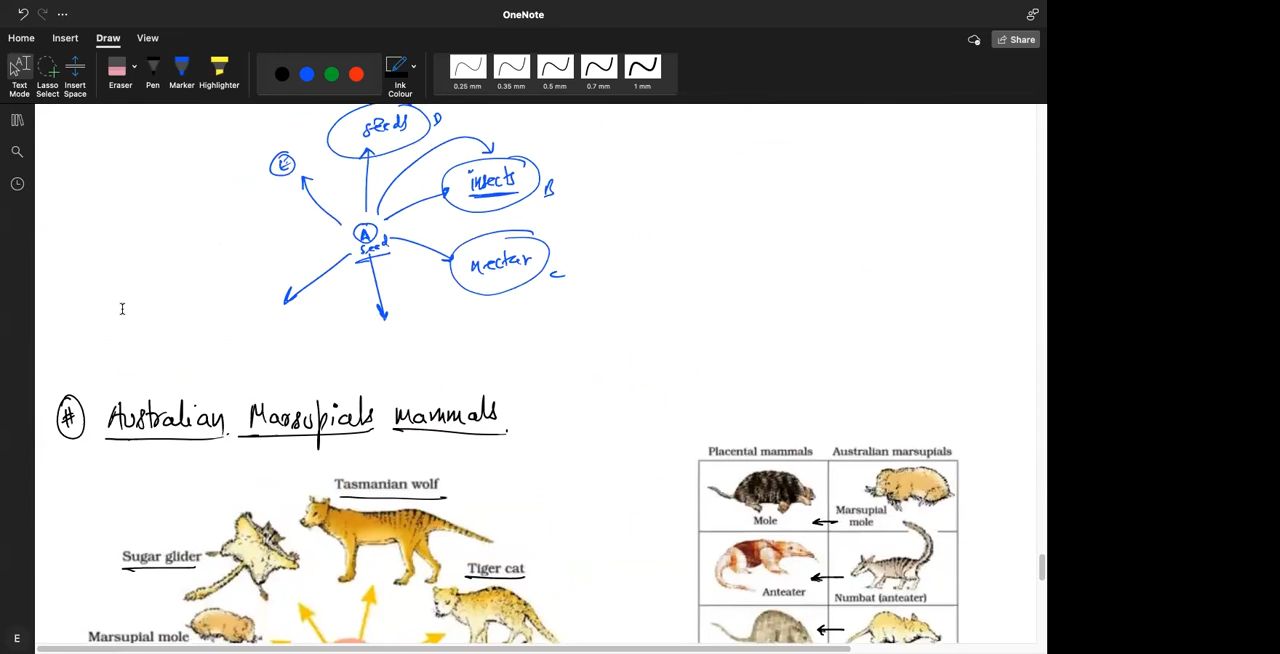 OneNote
Home Insert Draw View
Share
Text Mode
Lasso Select
Insert Space
Eraser
Pen
Marker
Highlighter
Ink Colour
0.25 mm
0.35 mm
0.5 mm
0.7 mm
1 mm
seeds D
E
insects B
A
seed
nectar C
# Australian Marsupials mammals
Tasmanian wolf
Sugar glider
Tiger cat
Marsupial mole
Placental mammals Australian marsupials
Mole
Marsupial mole
Anteater
Numbat (anteater)
E